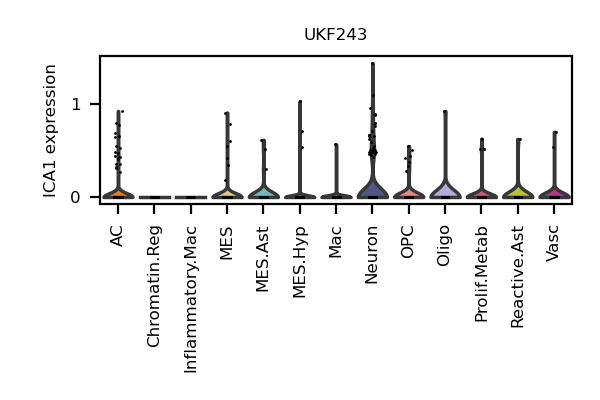 UKF243
ICA1 expression
1
0
AC
Chromatin.Reg
Inflammatory.Mac
MES
MES.Ast
MES.Hyp
Mac
Neuron
OPC
Oligo
Prolif.Metab
Reactive.Ast
Vasc